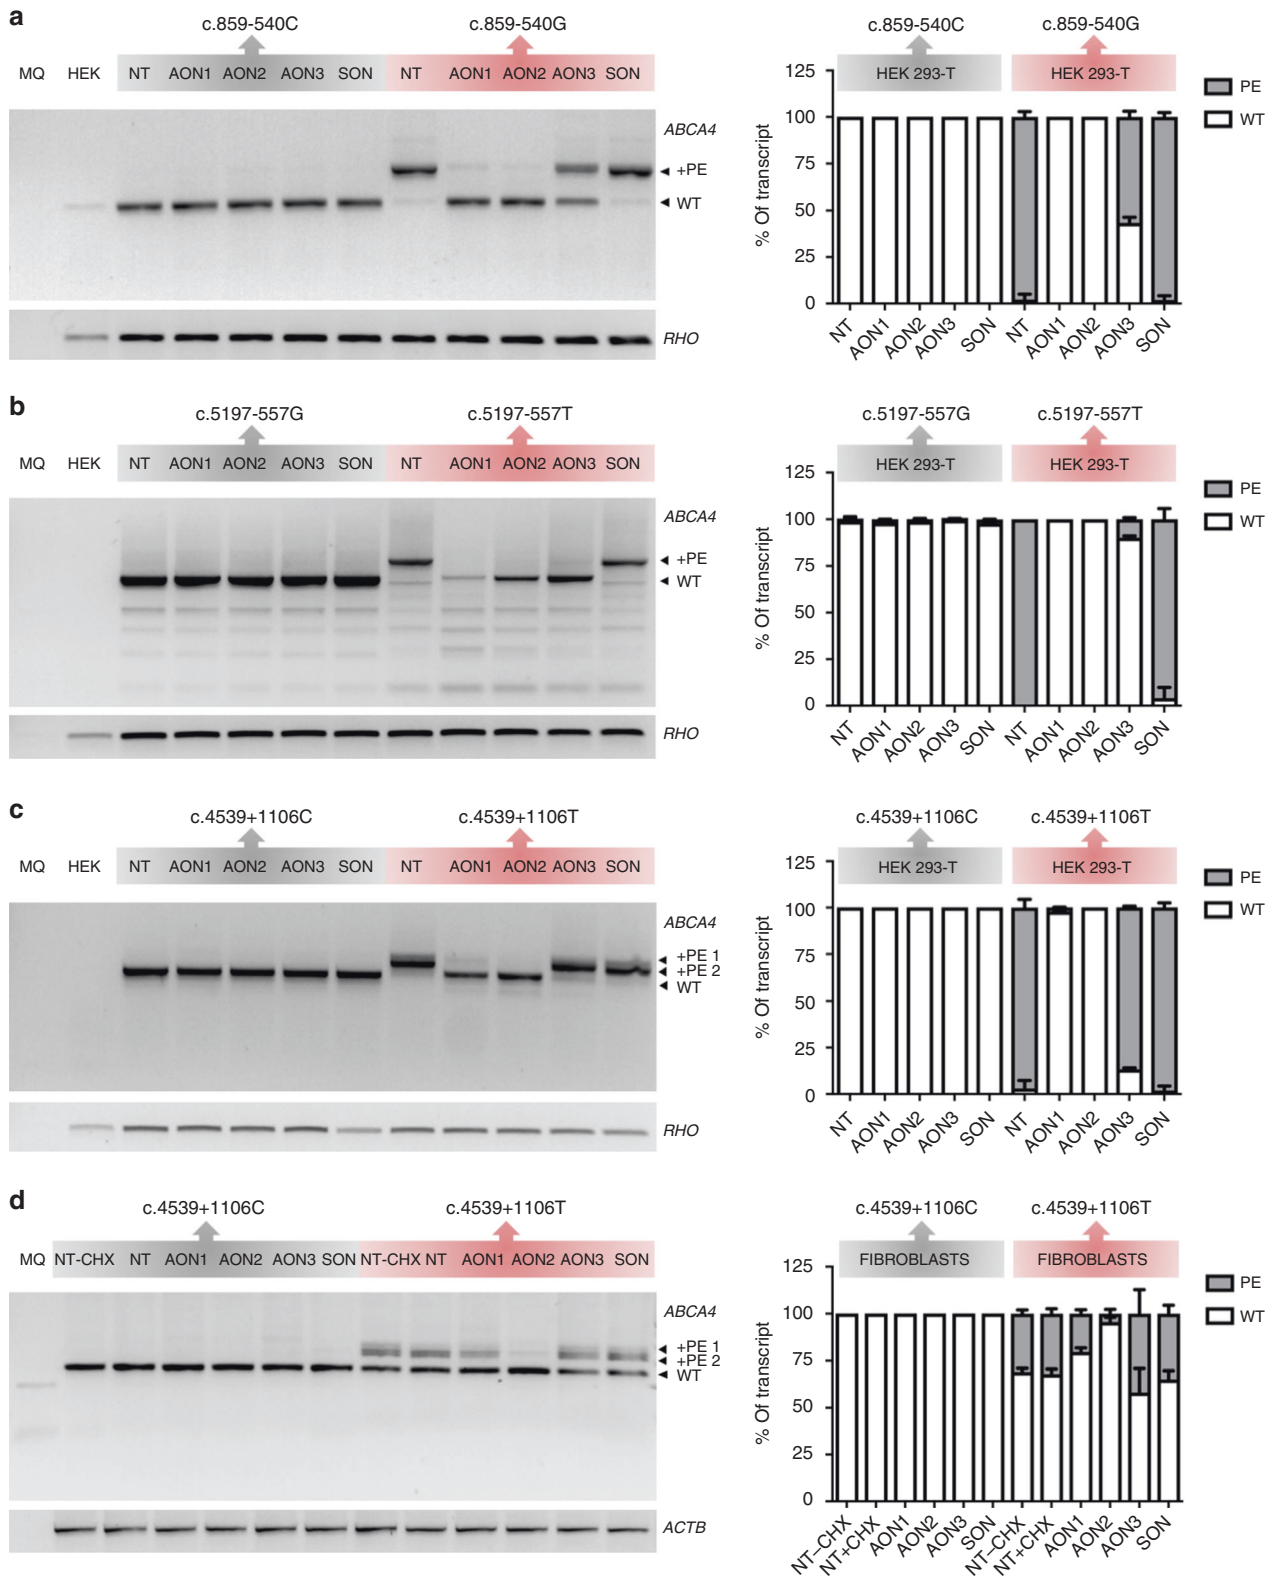 a
c.859-540C c.859-540G
MQ HEK NT AON1 AON2 AON3 SON NT AON1 AON2 AON3 SON
ABCA4
+PE
WT
RHO
c.859-540C c.859-540G
HEK 293-T HEK 293-T
PE
WT
% Of transcript
125
100
75
50
25
0
NT AON1 AON2 AON3 SON NT AON1 AON2 AON3 SON
b
c.5197-557G c.5197-557T
MQ HEK NT AON1 AON2 AON3 SON NT AON1 AON2 AON3 SON
ABCA4
+PE
WT
RHO
c.5197-557G c.5197-557T
HEK 293-T HEK 293-T
PE
WT
% Of transcript
125
100
75
50
25
0
NT AON1 AON2 AON3 SON NT AON1 AON2 AON3 SON
c
c.4539+1106C c.4539+1106T
MQ HEK NT AON1 AON2 AON3 SON NT AON1 AON2 AON3 SON
ABCA4
+PE 1
+PE 2
WT
RHO
c.4539+1106C c.4539+1106T
HEK 293-T HEK 293-T
PE
WT
% Of transcript
125
100
75
50
25
0
NT AON1 AON2 AON3 SON NT AON1 AON2 AON3 SON
d
c.4539+1106C c.4539+1106T
MQ NT-CHX NT AON1 AON2 AON3 SON NT-CHX NT AON1 AON2 AON3 SON
ABCA4
+PE 1
+PE 2
WT
ACTB
c.4539+1106C c.4539+1106T
FIBROBLASTS FIBROBLASTS
PE
WT
% Of transcript
125
100
75
50
25
0
NT–CHX NT+CHX AON1 AON2 AON3 SON NT–CHX NT+CHX AON1 AON2 AON3 SON